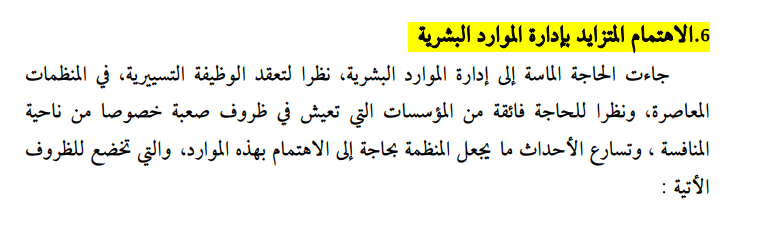 6.الاهتمام المتزايد بإدارة الموارد البشرية
جاءت الحاجة الماسة إلى إدارة الموارد البشرية، نظرا لتعقد الوظيفة التسييرية، في المنظمات
المعاصرة، ونظرا للحاجة فائقة من المؤسسات التي تعيش في ظروف صعبة خصوصا من ناحية
المنافسة ، وتسارع الأحداث ما يجعل المنظمة بحاجة إلى الاهتمام بهذه الموارد، والتي تخضع للظروف
الأتية :